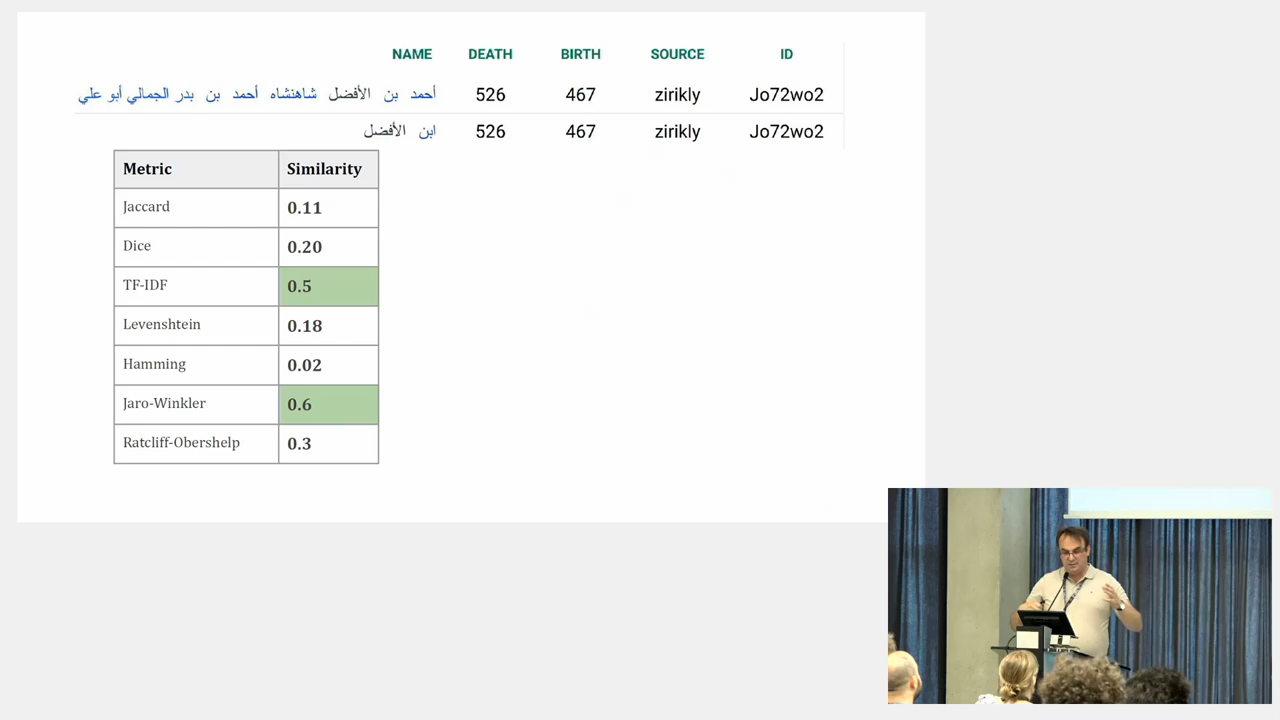 NAME DEATH BIRTH SOURCE ID
أحمد بن الأفضل شاهنشاه أحمد بن بدر الجمالي أبو علي 526 467 zirikly Jo72wo2
ابن الأفضل 526 467 zirikly Jo72wo2
Metric Similarity
Jaccard 0.11
Dice 0.20
TF-IDF 0.5
Levenshtein 0.18
Hamming 0.02
Jaro-Winkler 0.6
Ratcliff-Obershelp 0.3